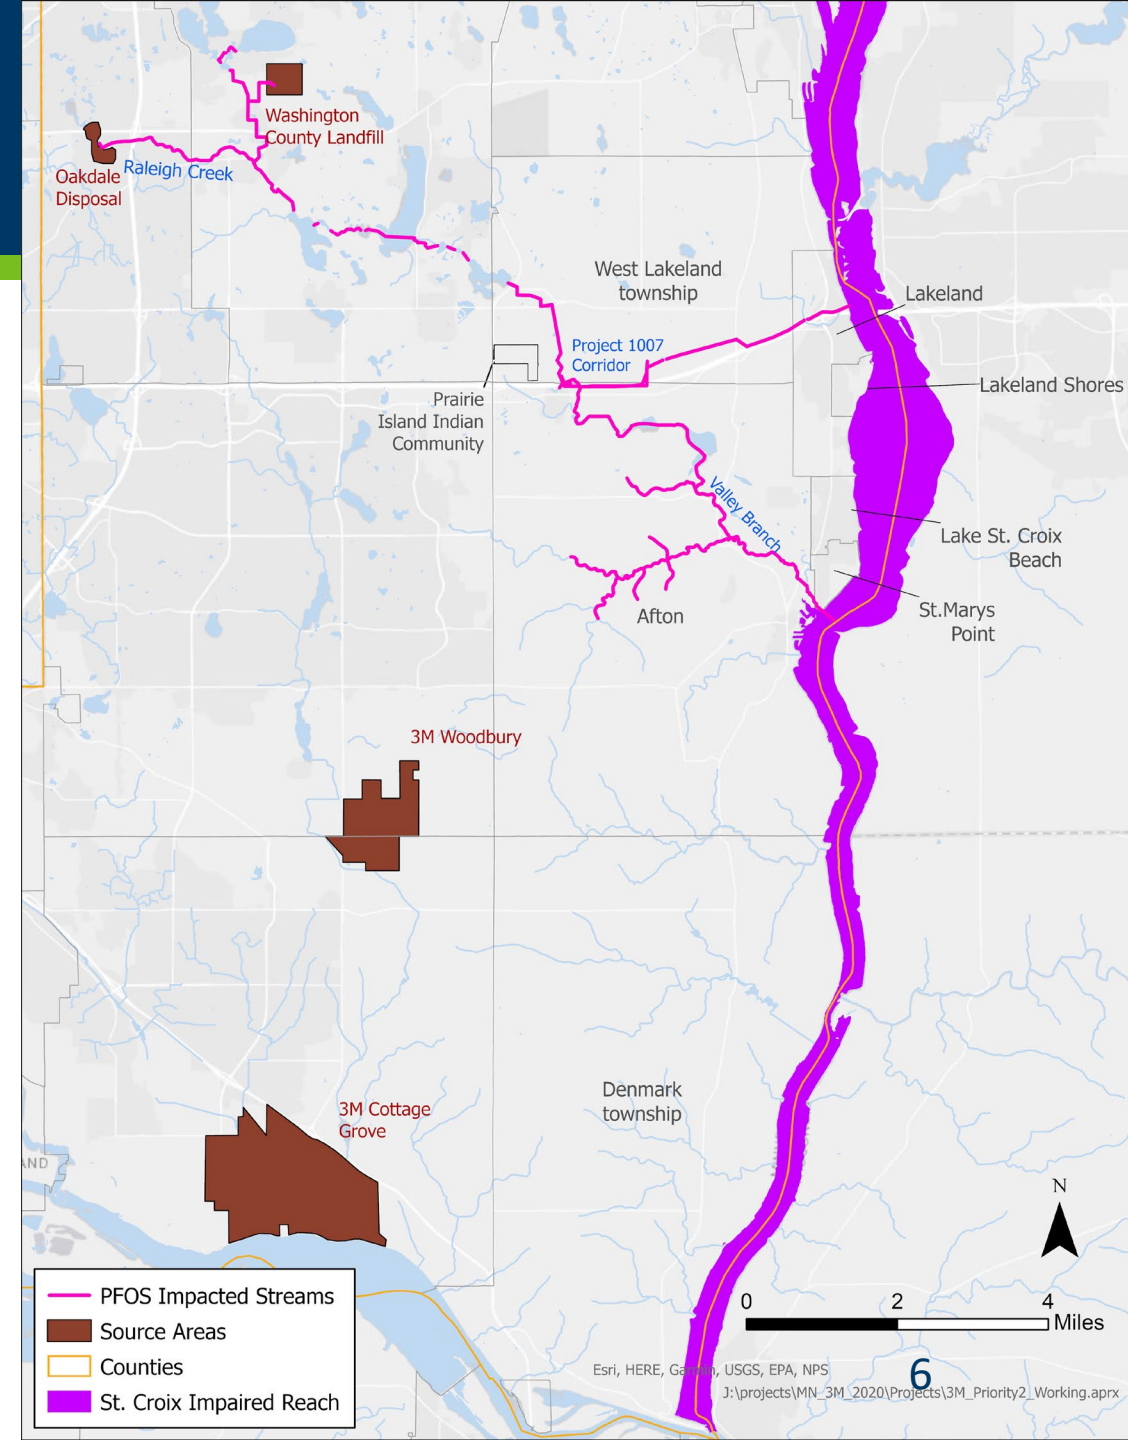 Washington
County Landfill
Oakdale
Disposal
Raleigh Creek
West Lakeland
township
Lakeland
Project 1007
Corridor
Lakeland Shores
Prairie
Island Indian
Community
Valley Branch
Lake St. Croix
Beach
St.Marys
Point
Afton
3M Woodbury
Denmark
township
3M Cottage
Grove
AND
N
PFOS Impacted Streams
Source Areas
Counties
St. Croix Impaired Reach
0 2 4
Miles
Esri, HERE, Garmin, USGS, EPA, NPS
6
J:\projects\MN_3M_2020\Projects\3M_Priority2_Working.aprx